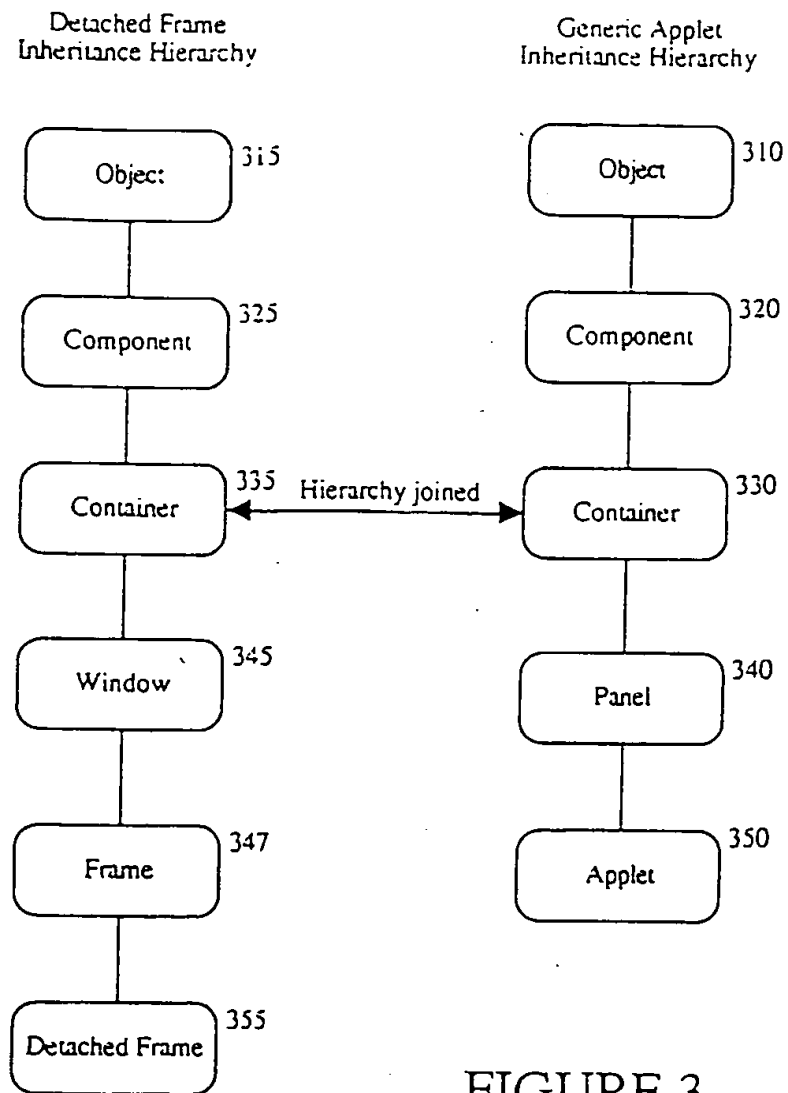 Detached Frame
Inheritance Hierarchy
Generic Applet
Inheritance Hierarchy
Object
315
Object
310
Component
325
Component
320
Container
335
Hierarchy joined
Container
330
Window
345
Panel
340
Frame
347
Applet
350
Detached Frame
355
FIGURE 3